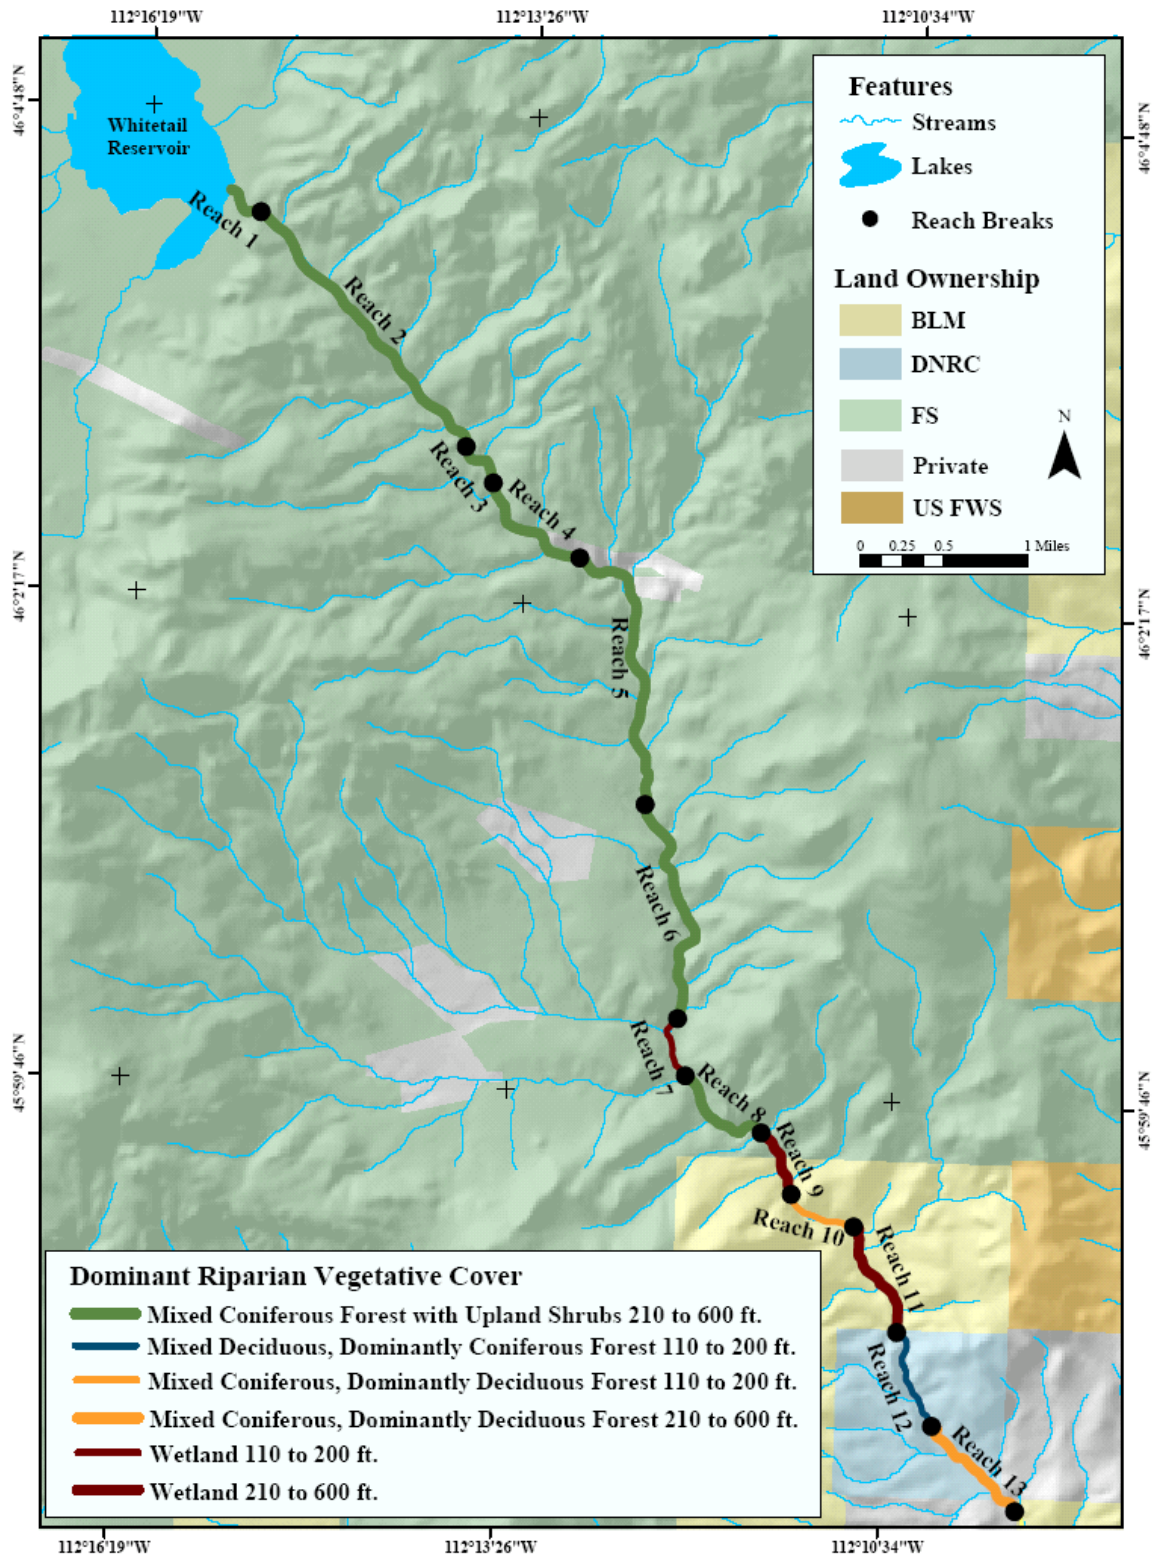 112°16'19"W
112°13'26"W
112°10'34"W
46°4'48"N
46°4'48"N
Whitetail
Reservoir
Features
Streams
Lakes
Reach Breaks
Land Ownership
BLM
DNRC
FS
Private
US FWS
N
0 0.25 0.5 1 Miles
Reach 1
Reach 2
Reach 3
Reach 4
46°2'17"N
46°2'17"N
Reach 5
Reach 6
Reach 7
45°59'46"N
45°59'46"N
Reach 8
Reach 9
Reach 10
Reach 11
Reach 12
Reach 13
Dominant Riparian Vegetative Cover
Mixed Coniferous Forest with Upland Shrubs 210 to 600 ft.
Mixed Deciduous, Dominantly Coniferous Forest 110 to 200 ft.
Mixed Coniferous, Dominantly Deciduous Forest 110 to 200 ft.
Mixed Coniferous, Dominantly Deciduous Forest 210 to 600 ft.
Wetland 110 to 200 ft.
Wetland 210 to 600 ft.
112°16'19"W
112°13'26"W
112°10'34"W